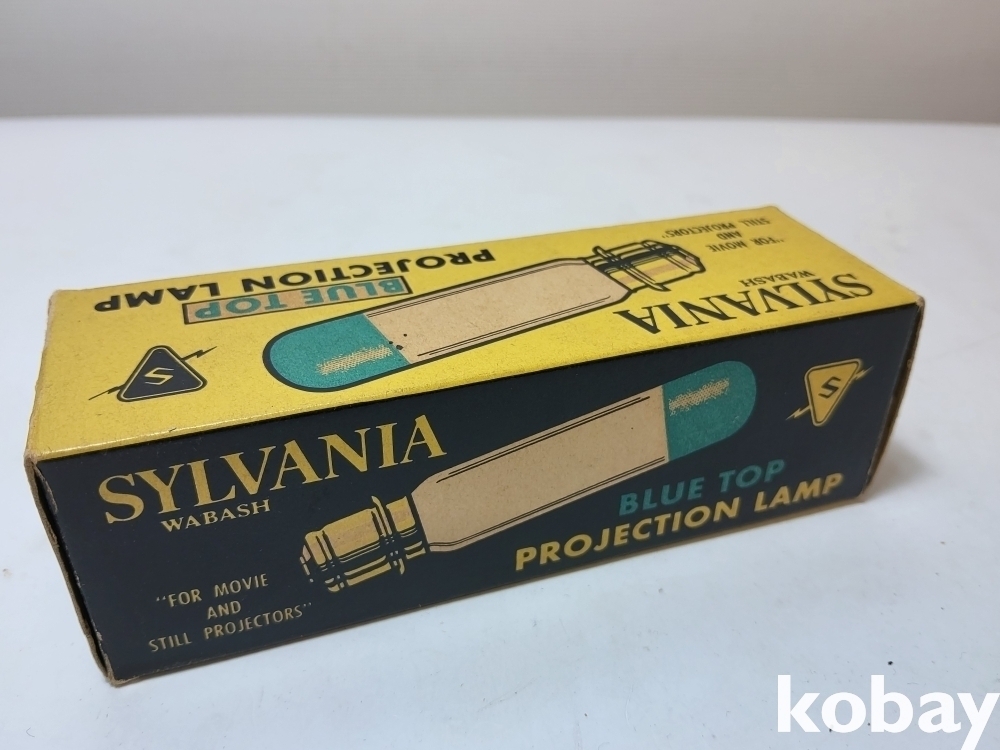 "FOR MOVIE
AND
STILL PROJECTORS"
SYLVANIA
WABASH
BLUE TOP
PROJECTION LAMP
S
SYLVANIA
WABASH
"FOR MOVIE
AND
STILL PROJECTORS"
S
BLUE TOP
PROJECTION LAMP
kobay